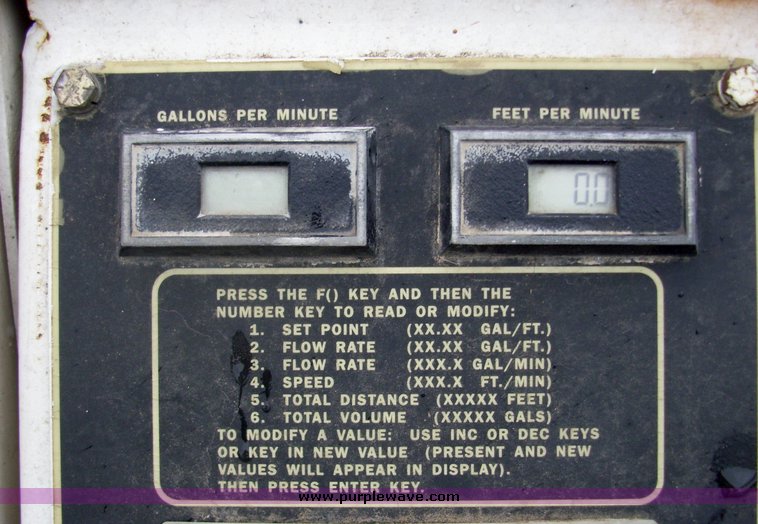 GALLONS PER MINUTE
FEET PER MINUTE
0.0
PRESS THE F() KEY AND THEN THE
NUMBER KEY TO READ OR MODIFY:
1. SET POINT (XX.XX GAL/FT.)
2. FLOW RATE (XX.XX GAL/FT.)
3. FLOW RATE (XXX.X GAL/MIN)
4. SPEED (XXX.X FT./MIN)
5. TOTAL DISTANCE (XXXXX FEET)
6. TOTAL VOLUME (XXXXX GALS)
TO MODIFY A VALUE: USE INC OR DEC KEYS
OR KEY IN NEW VALUE (PRESENT AND NEW
VALUES WILL APPEAR IN DISPLAY).
THEN PRESS ENTER KEY.
www.purplewave.com